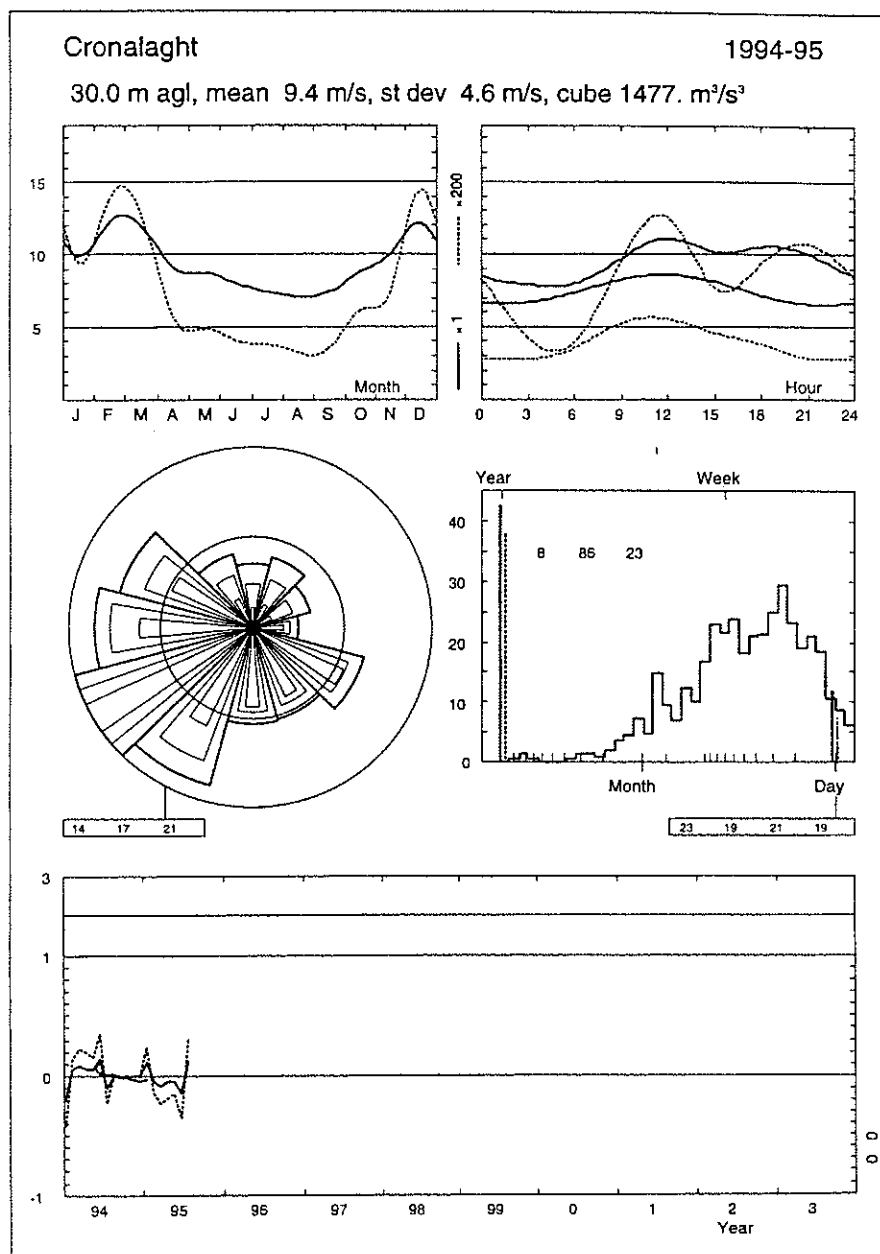 Cronalaght 1994-95
30.0 m agl, mean 9.4 m/s, st dev 4.6 m/s, cube 1477. m³/s³
15
10
5
Month
J F M A M J J A S O N D
x 1 x200
Hour
0 3 6 9 12 15 18 21 24
Year Week
40
30
20
10
0
8 86 23
Month Day
14 17 21
23 19 21 19
3
1
0
-1
94 95 96 97 98 99 0 1 2 3
Year
0 0